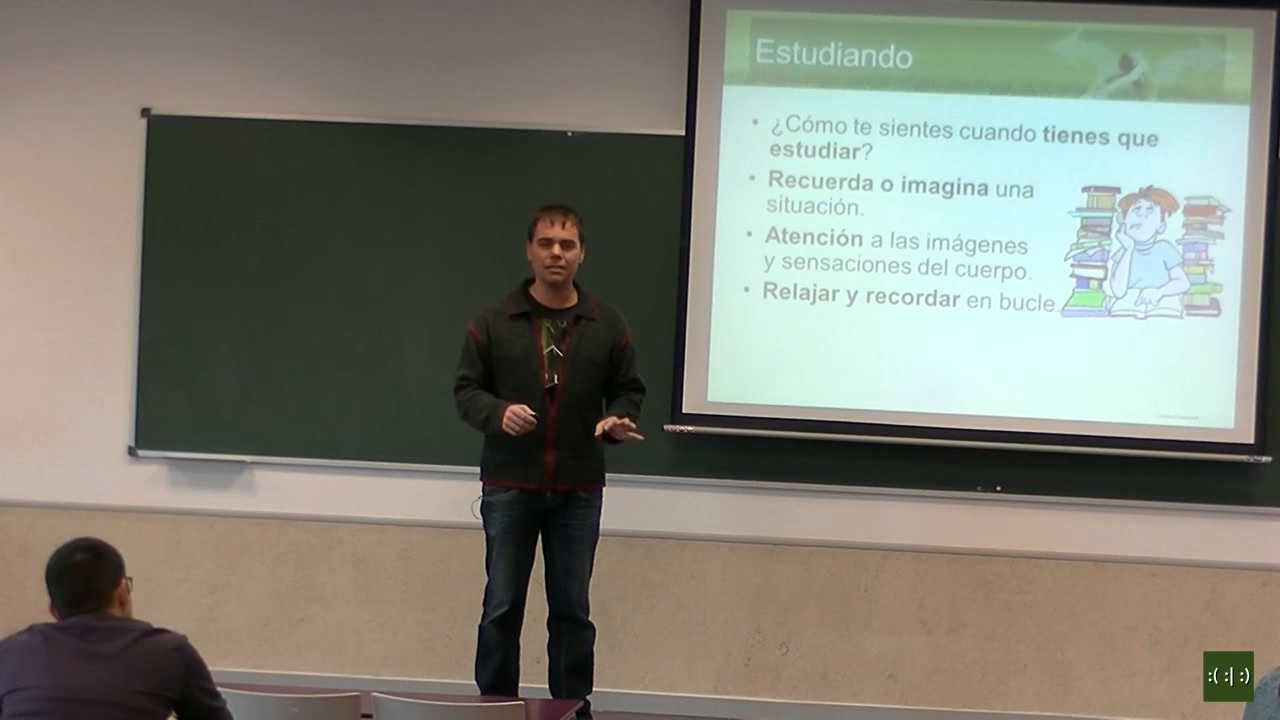 Estudiando
• ¿Cómo te sientes cuando tienes que
estudiar?
• Recuerda o imagina una
situación.
• Atención a las imágenes
y sensaciones del cuerpo.
• Relajar y recordar en bucle.
:( :| :)